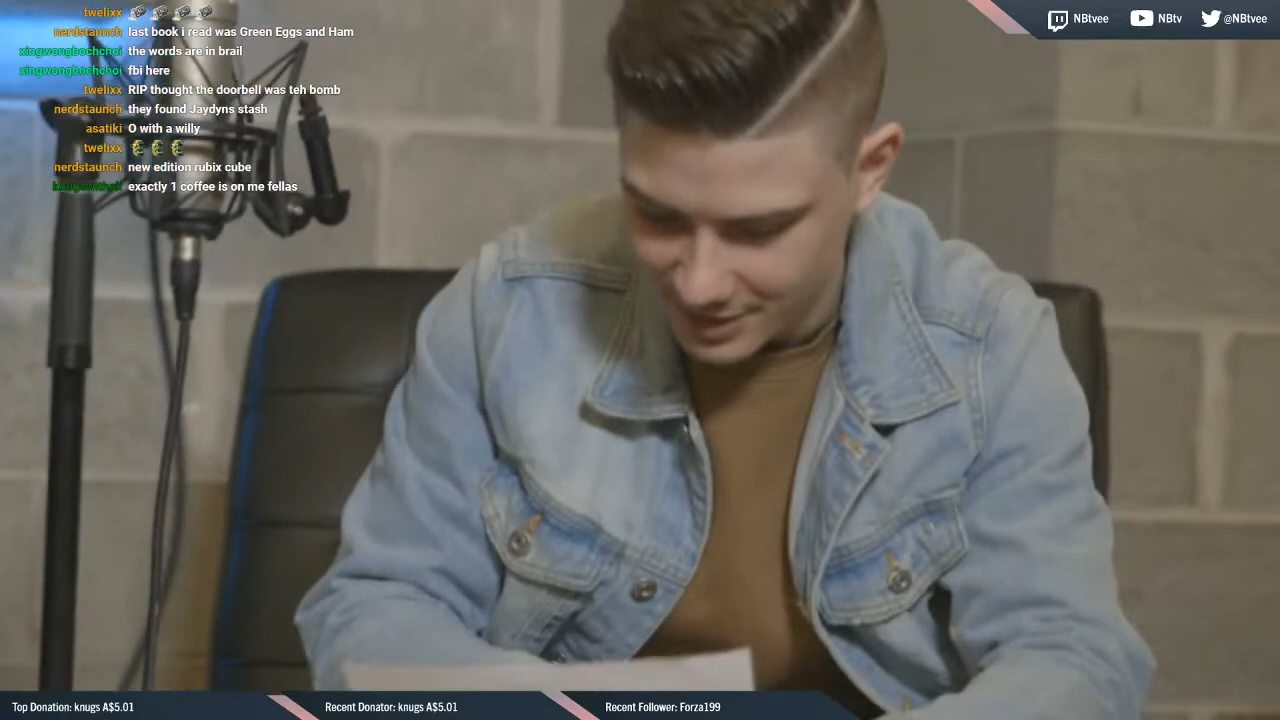 twelixx
nerdstaunch last book i read was Green Eggs and Ham
xingwongbochchoi the words are in brail
xingwongbochchoi fbi here
twelixx RIP thought the doorbell was teh bomb
nerdstaunch they found Jaydyns stash
asatiki O with a willy
twelixx
nerdstaunch new edition rubix cube
exactly 1 coffee is on me fellas
NBtvee NBtv @NBtvee
Top Donation: knugs A$5.01 Recent Donator: knugs A$5.01 Recent Follower: Forza199